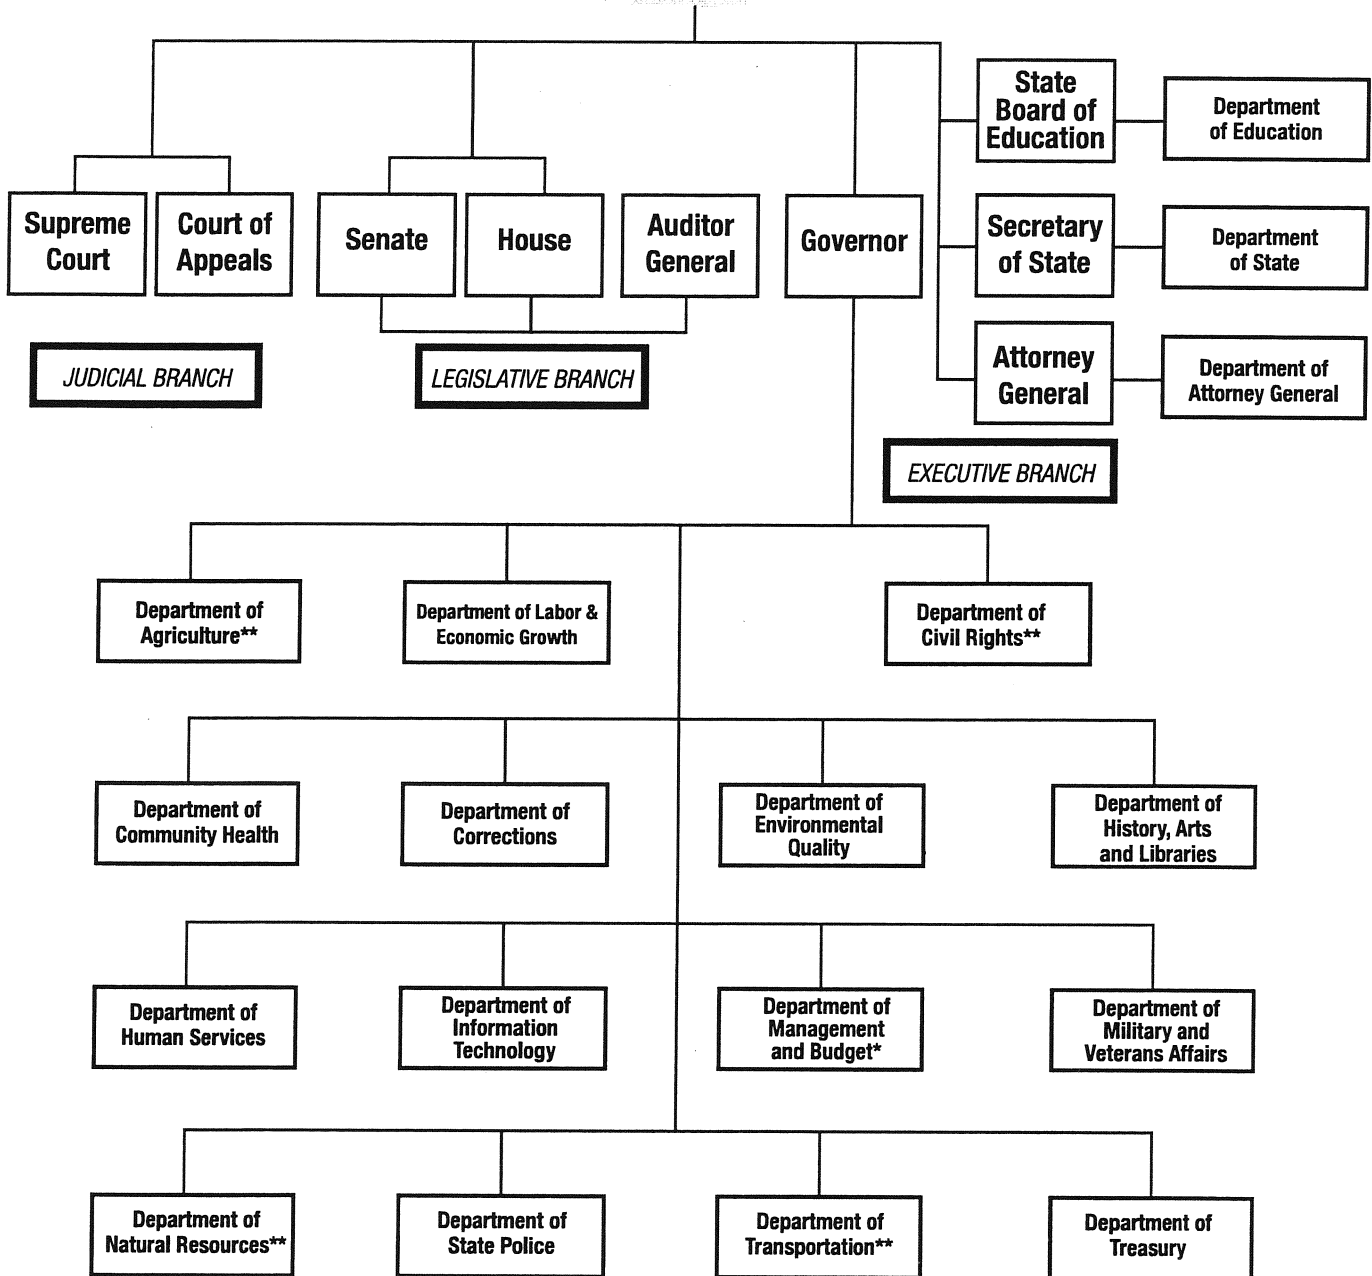 State
Board of
Education
Department
of Education
Supreme
Court
Court of
Appeals
Senate
House
Auditor
General
Governor
Secretary
of State
Department
of State
Attorney
General
Department of
Attorney General
JUDICIAL BRANCH
LEGISLATIVE BRANCH
EXECUTIVE BRANCH
Department of
Agriculture**
Department of Labor &
Economic Growth
Department of
Civil Rights**
Department of
Community Health
Department of
Corrections
Department of
Environmental
Quality
Department of
History, Arts
and Libraries
Department of
Human Services
Department of
Information
Technology
Department of
Management
and Budget*
Department of
Military and
Veterans Affairs
Department of
Natural Resources**
Department of
State Police
Department of
Transportation**
Department of
Treasury